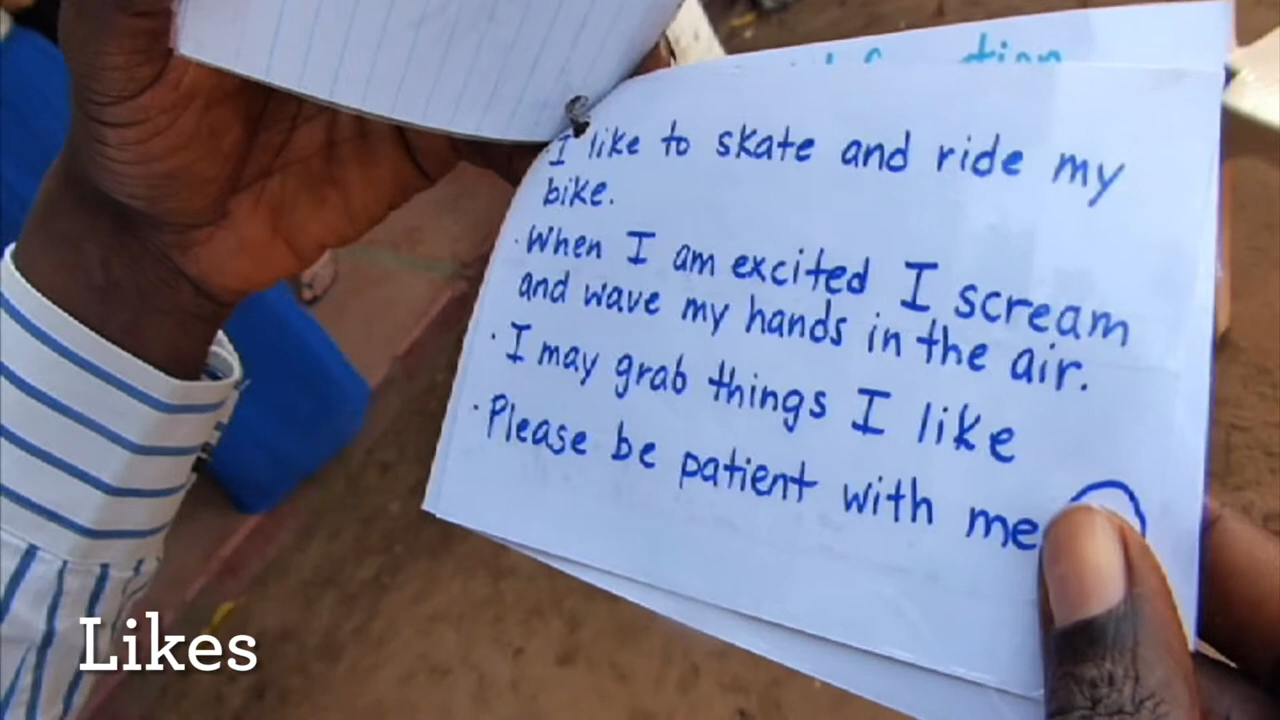 · I like to skate and ride my
bike.
· When I am excited I scream
and wave my hands in the air.
· I may grab things I like
· Please be patient with me
Likes